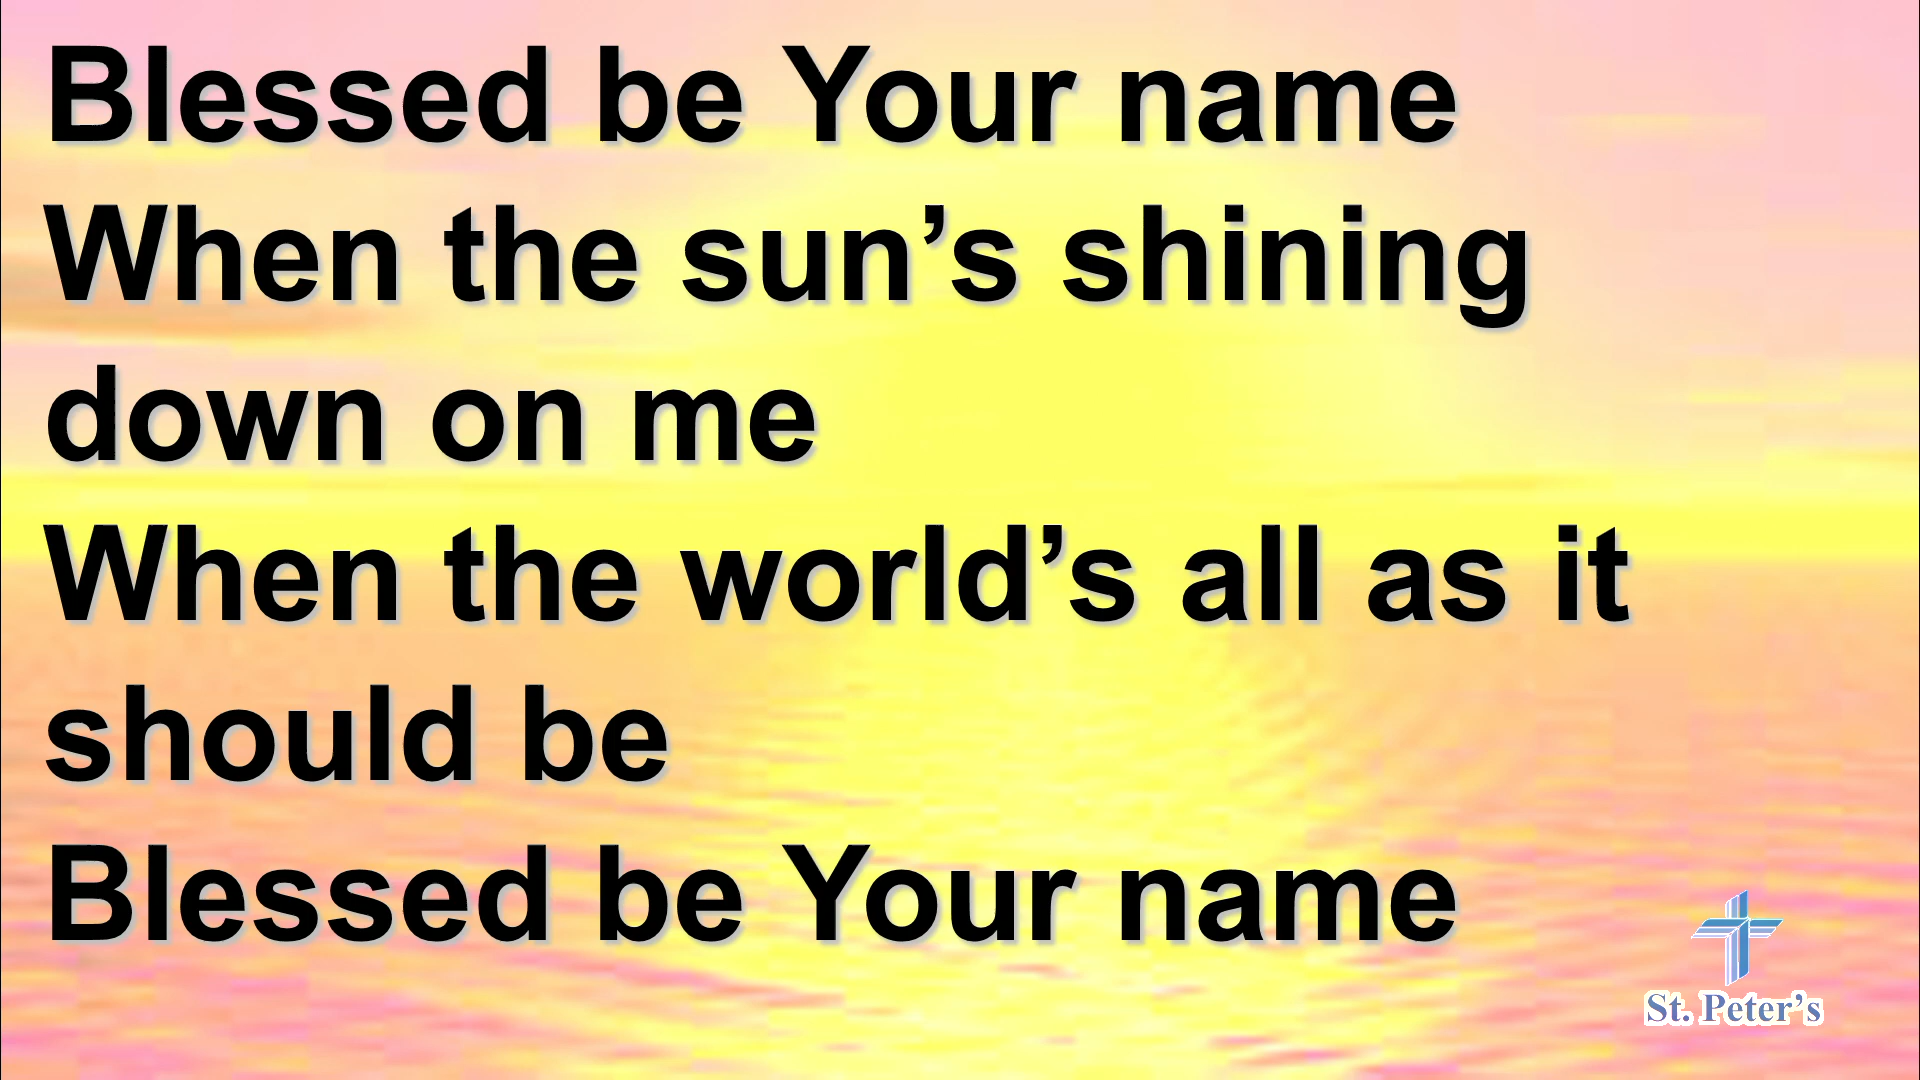 Blessed be Your name
When the sun’s shining
down on me
When the world’s all as it
should be
Blessed be Your name
St. Peter’s